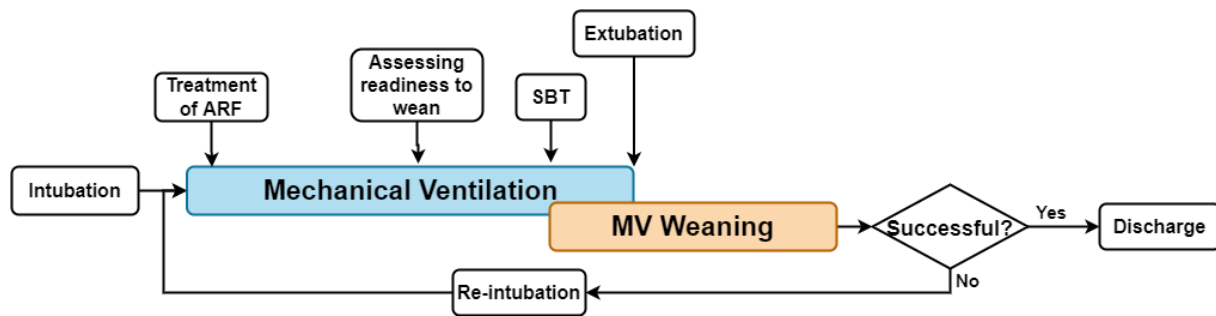 Extubation
Treatment
of ARF
Assessing
readiness to
wean
SBT
Intubation
Mechanical Ventilation
MV Weaning
Successful?
Yes
Discharge
No
Re-intubation